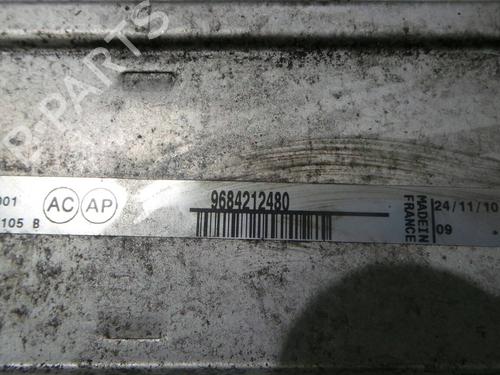 B-PARTS
001
AC AP
105 B
9684212480
MADE IN
FRANCE
24/11/10
09